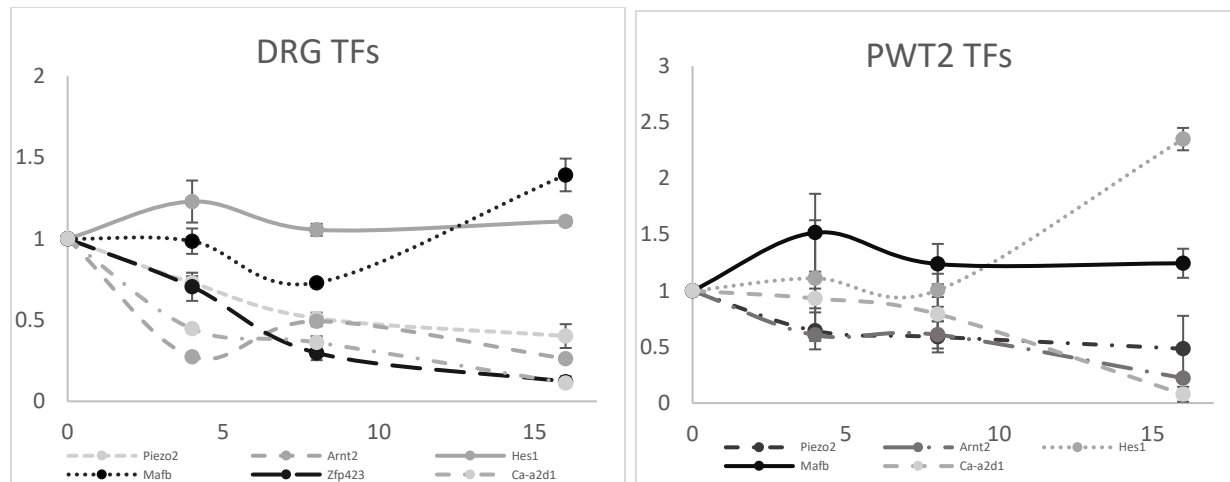 DRG TFs
2
1.5
1
0.5
0
0 5 10 15
Piezo2 Arnt2 Hes1
Mafb Zfp423 Ca-a2d1
PWT2 TFs
3
2.5
2
1.5
1
0.5
0
0 5 10 15
Piezo2 Arnt2 Hes1
Mafb Ca-a2d1